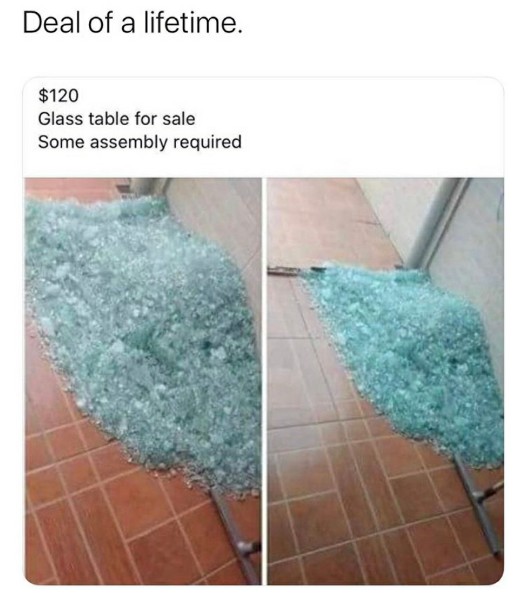 Deal of a lifetime.
$120
Glass table for sale
Some assembly required